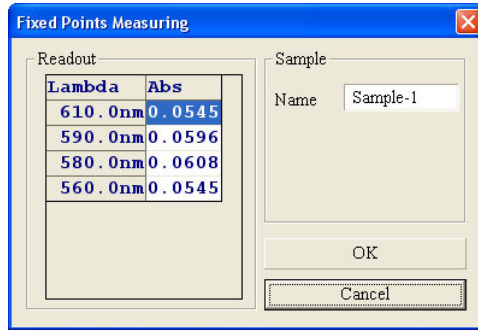 Fixed Points Measuring
Readout
Lambda Abs
610.0nm 0.0545
590.0nm 0.0596
580.0nm 0.0608
560.0nm 0.0545
Sample
Name Sample-1
OK
Cancel